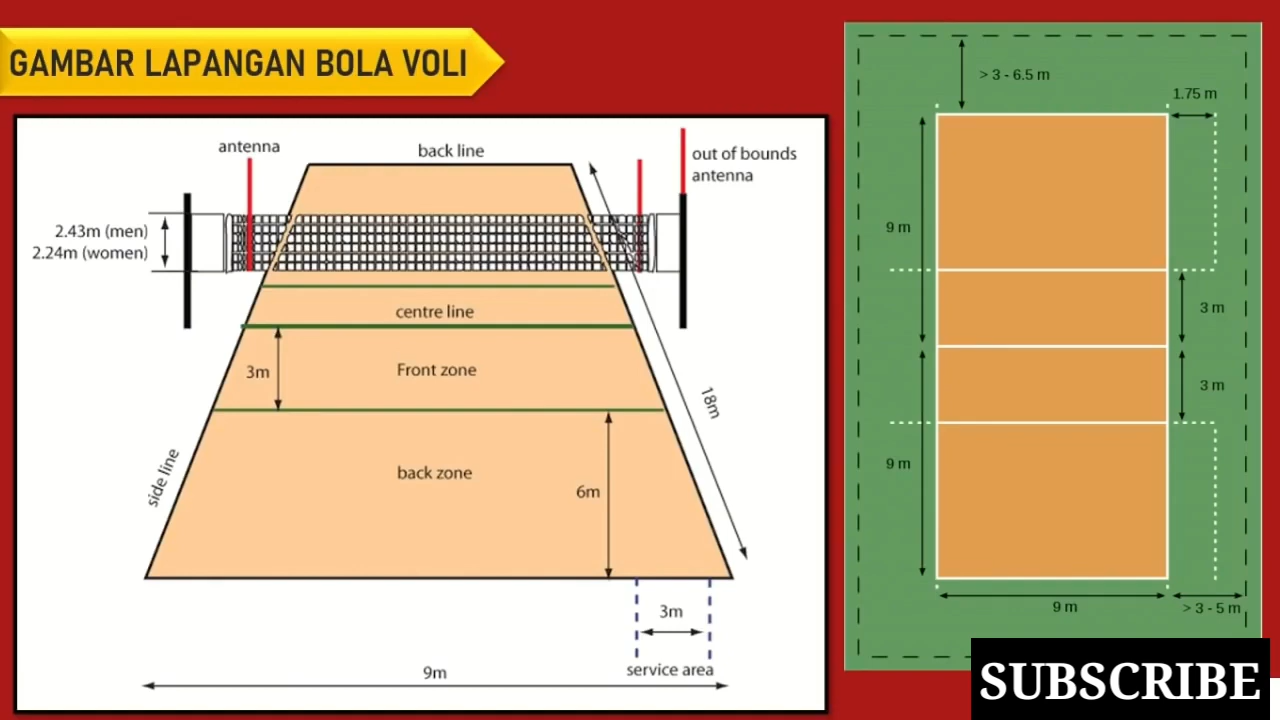 GAMBAR LAPANGAN BOLA VOLI
antenna
back line
out of bounds
antenna
2.43m (men)
2.24m (women)
centre line
3m
Front zone
18m
side line
back zone
6m
3m
service area
9m
> 3 - 6.5 m
1.75 m
9 m
3 m
3 m
9 m
9 m
> 3 - 5 m
SUBSCRIBE